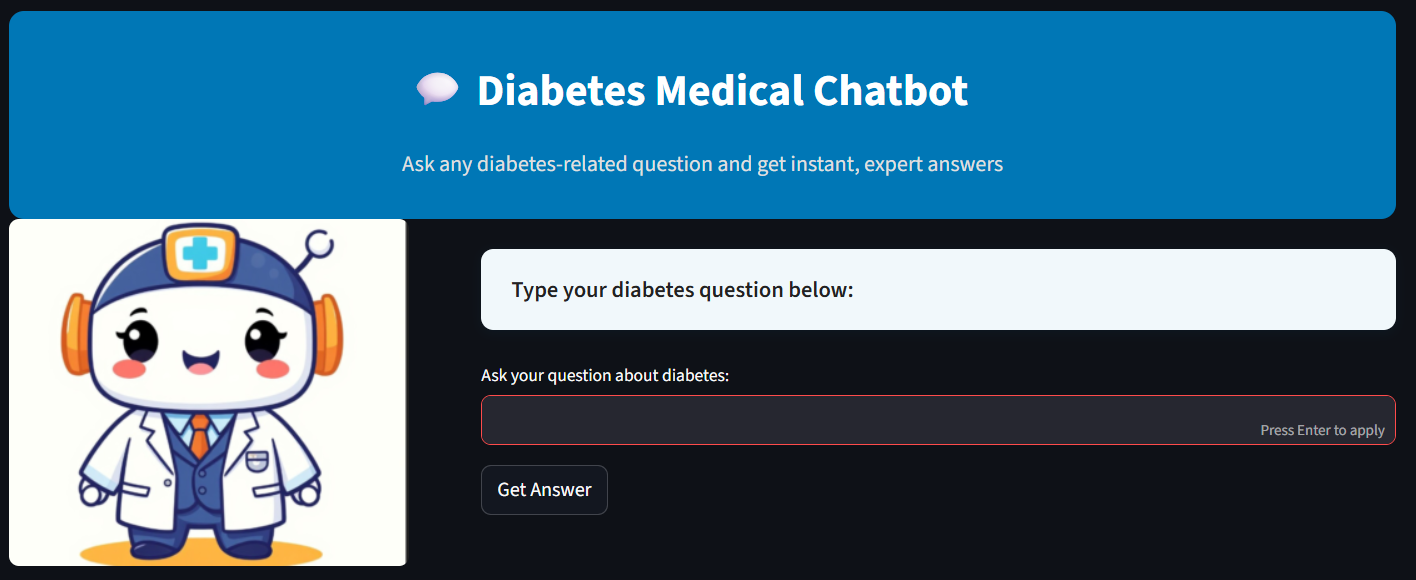 Diabetes Medical Chatbot
Ask any diabetes-related question and get instant, expert answers
Type your diabetes question below:
Ask your question about diabetes:
Press Enter to apply
Get Answer